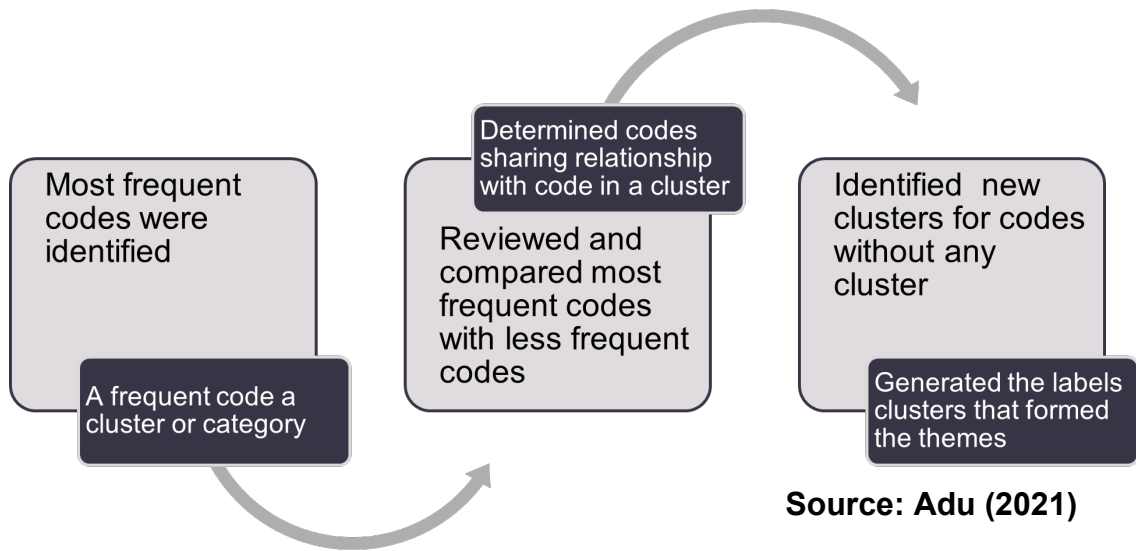 Most frequent
codes were
identified
A frequent code a
cluster or category
Determined codes
sharing relationship
with code in a cluster
Reviewed and
compared most
frequent codes
with less frequent
codes
Identified new
clusters for codes
without any
cluster
Generated the labels
clusters that formed
the themes
Source: Adu (2021)